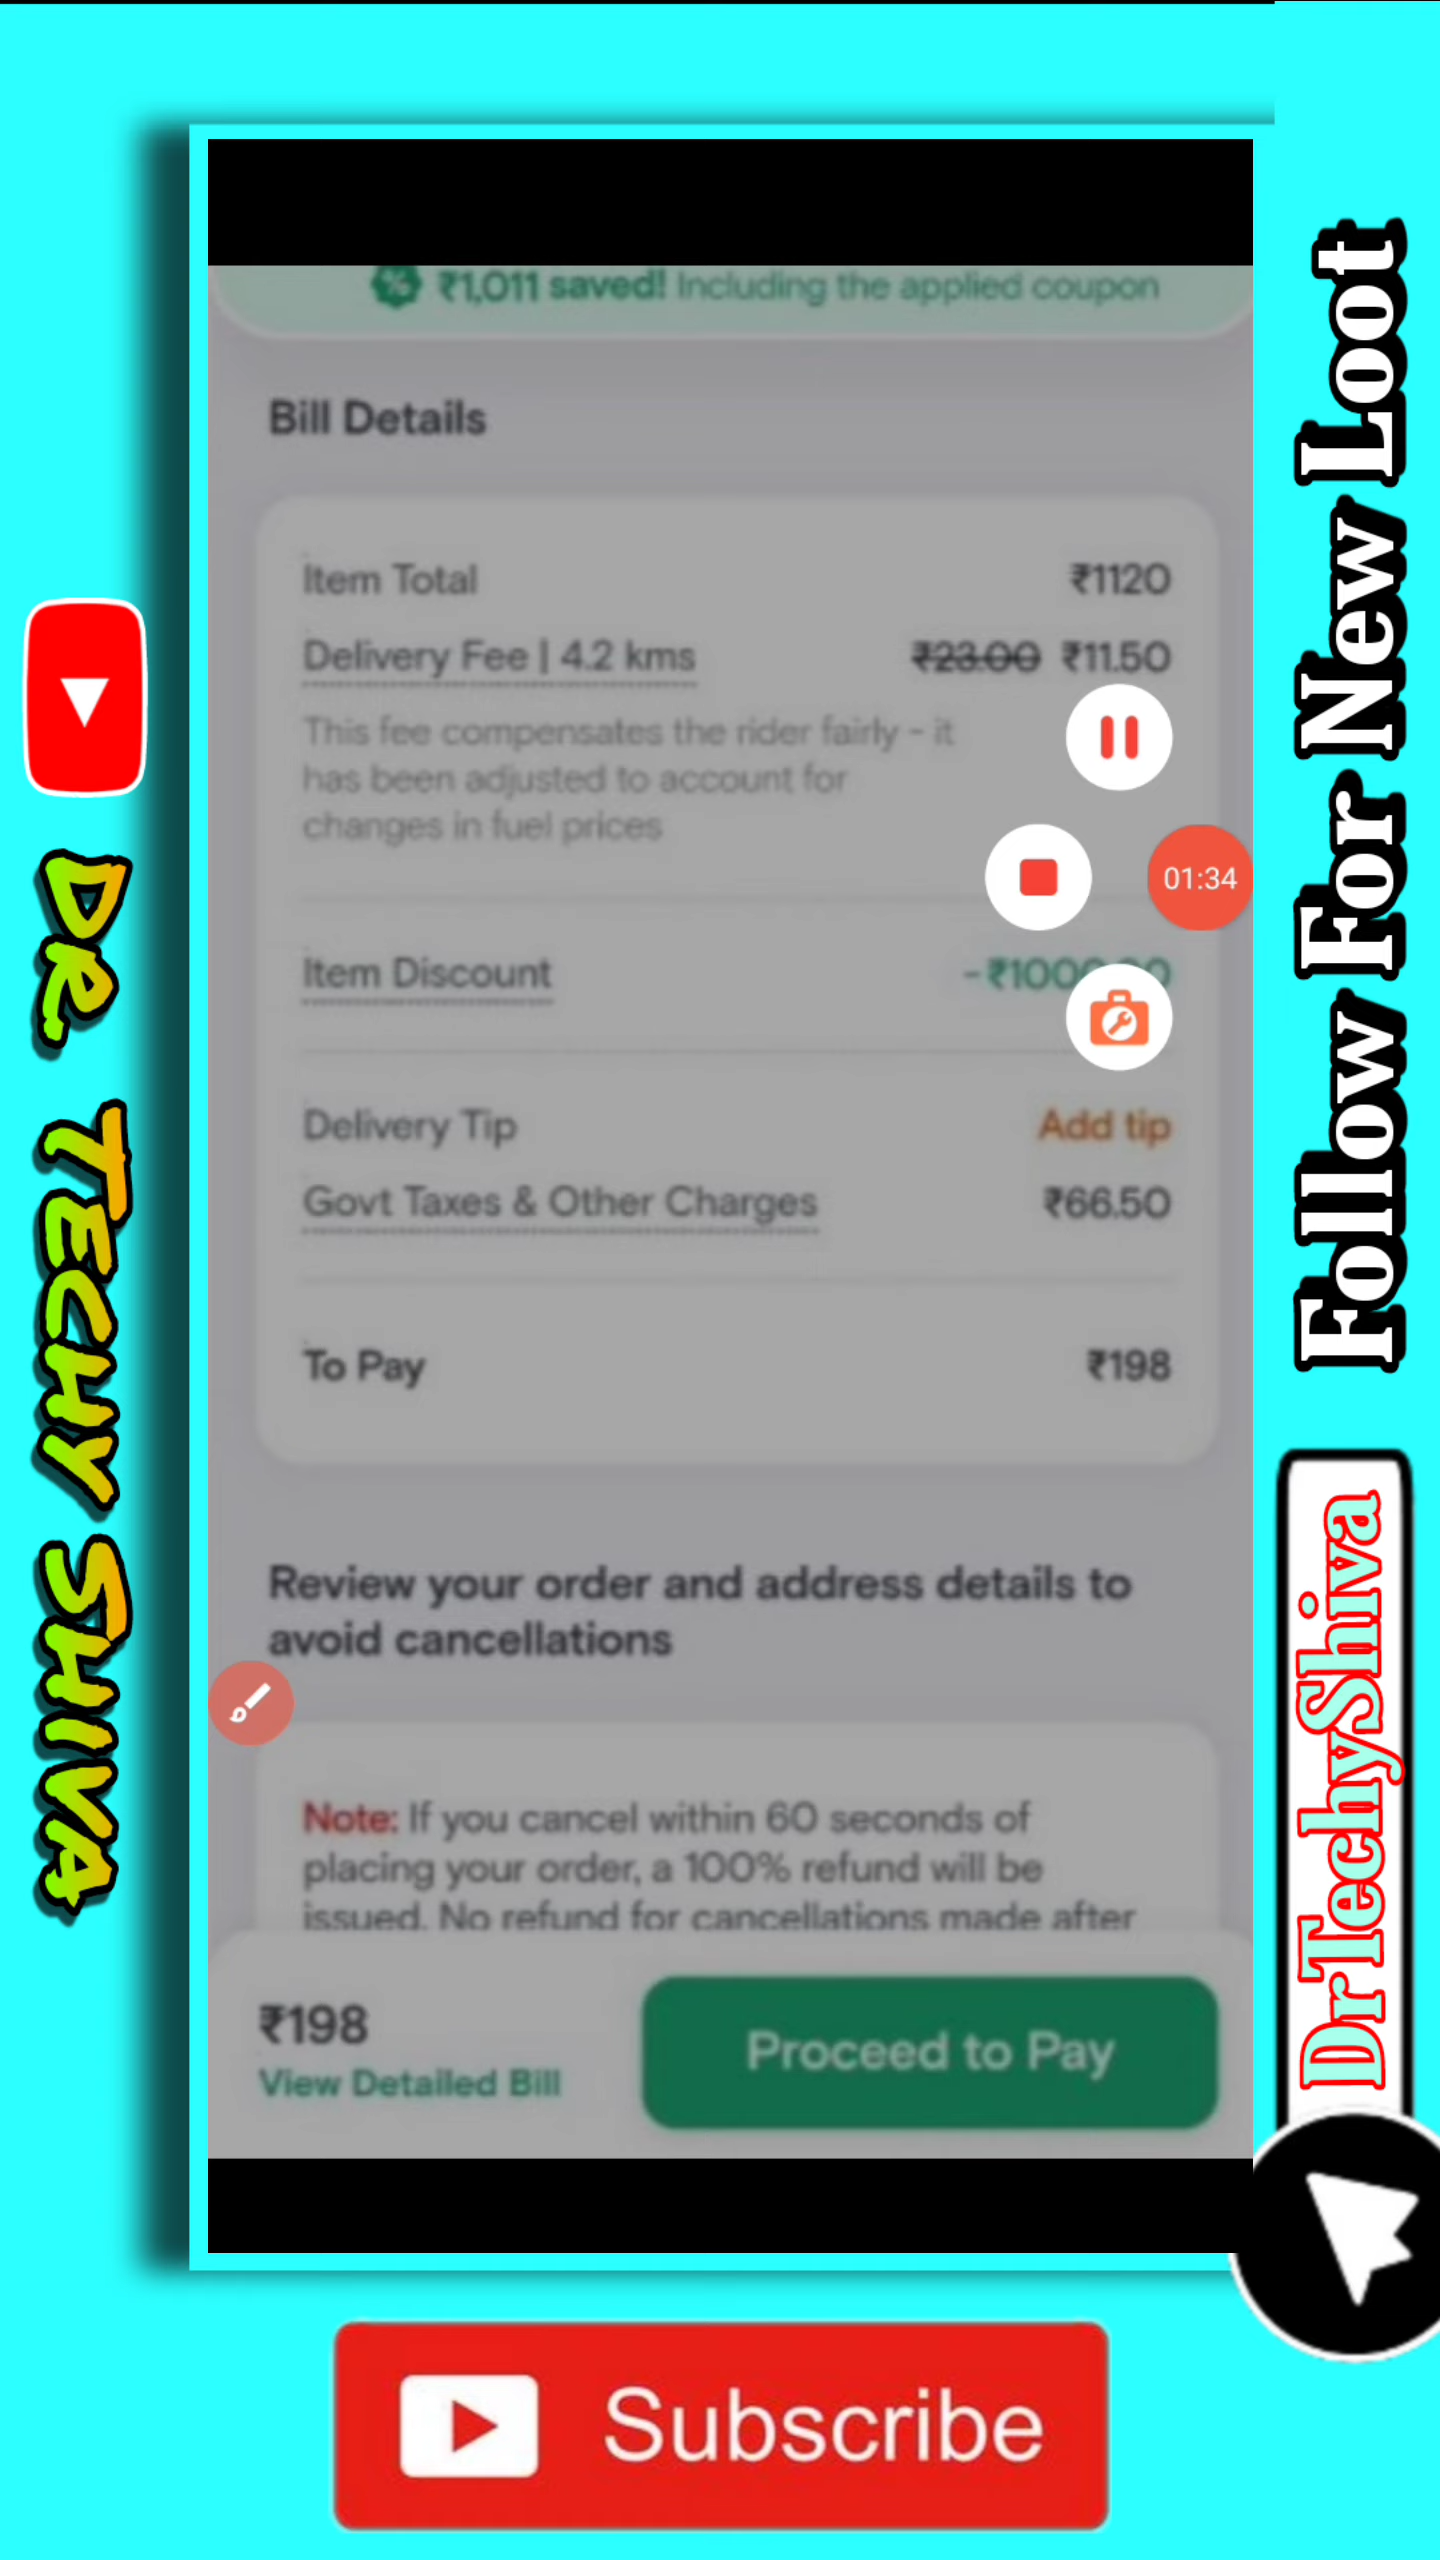 ₹1,011 saved! Including the applied coupon
Bill Details
Item Total ₹1120
Delivery Fee | 4.2 kms ₹23.00 ₹11.50
This fee compensates the rider fairly - it
has been adjusted to account for
changes in fuel prices
01:34
Item Discount
Delivery Tip Add tip
Govt Taxes & Other Charges ₹66.50
To Pay ₹198
Review your order and address details to
avoid cancellations
Note: If you cancel within 60 seconds of
placing your order, a 100% refund will be
issued. No refund for cancellations made after
₹198
View Detailed Bill
Proceed to Pay
DR. TECHY SHIVA
Follow For New Loot
DrTechyShiva
Subscribe